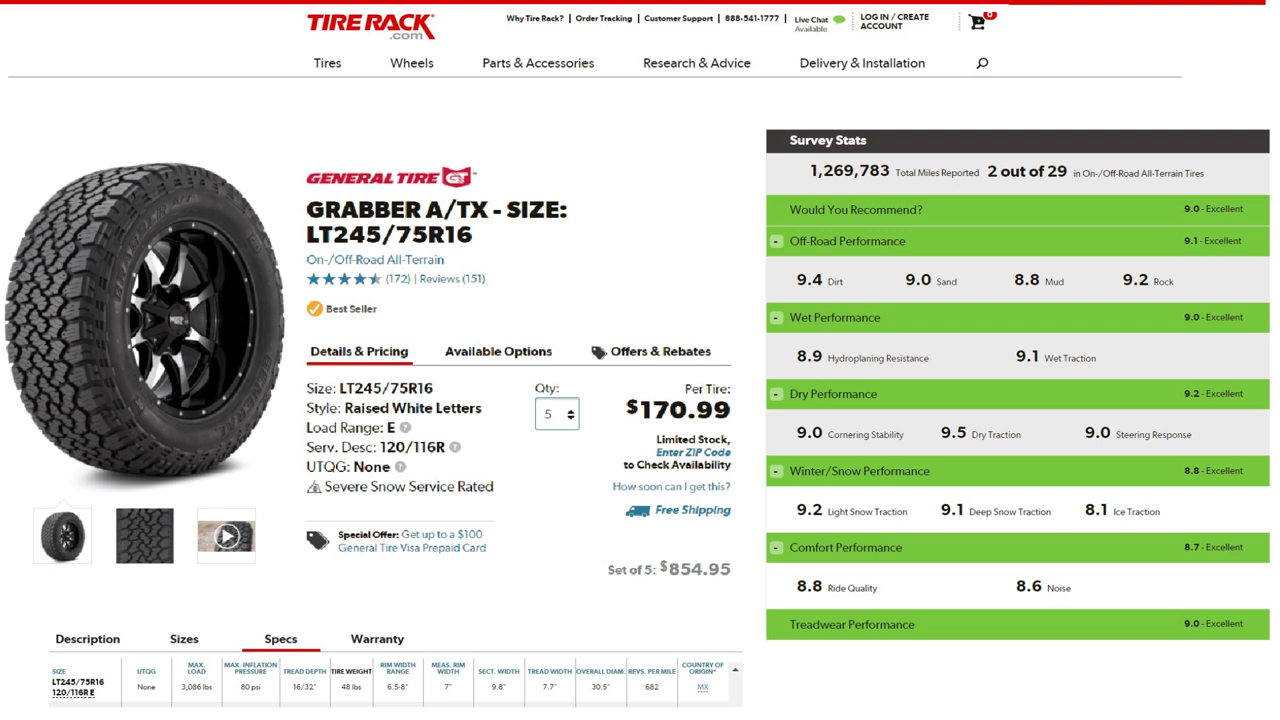 TIRE RACK
.com
Why Tire Rack? | Order Tracking | Customer Support | 888-541-1777 | Live Chat Available
LOG IN / CREATE ACCOUNT
0
Tires
Wheels
Parts & Accessories
Research & Advice
Delivery & Installation
GENERAL TIRE GT
GRABBER A/TX - SIZE:
LT245/75R16
On-/Off-Road All-Terrain
(172) | Reviews (151)
Best Seller
Details & Pricing
Available Options
Offers & Rebates
Size: LT245/75R16
Style: Raised White Letters
Load Range: E ?
Serv. Desc: 120/116R ?
UTQG: None ?
Severe Snow Service Rated
Qty:
5
Per Tire:
$170.99
Limited Stock,
Enter ZIP Code
to Check Availability
How soon can I get this?
Free Shipping
Special Offer: Get up to a $100
General Tire Visa Prepaid Card
Set of 5: $854.95
Survey Stats
1,269,783 Total Miles Reported 2 out of 29 in On-/Off-Road All-Terrain Tires
Would You Recommend? 9.0 - Excellent
- Off-Road Performance 9.1 - Excellent
9.4 Dirt 9.0 Sand 8.8 Mud 9.2 Rock
- Wet Performance 9.0 - Excellent
8.9 Hydroplaning Resistance 9.1 Wet Traction
- Dry Performance 9.2 - Excellent
9.0 Cornering Stability 9.5 Dry Traction 9.0 Steering Response
- Winter/Snow Performance 8.8 - Excellent
9.2 Light Snow Traction 9.1 Deep Snow Traction 8.1 Ice Traction
- Comfort Performance 8.7 - Excellent
8.8 Ride Quality 8.6 Noise
Treadwear Performance 9.0 - Excellent
Description
Sizes
Specs
Warranty
SIZE UTQG MAX. LOAD MAX. INFLATION PRESSURE TREAD DEPTH TIRE WEIGHT RIM WIDTH RANGE MEAS. RIM WIDTH SECT. WIDTH TREAD WIDTH OVERALL DIAM. REVS. PER MILE COUNTRY OF ORIGIN*
LT245/75R16 120/116R E None 3,086 lbs 80 psi 16/32" 48 lbs 6.5-8" 7" 9.8" 7.7" 30.5" 682 MX